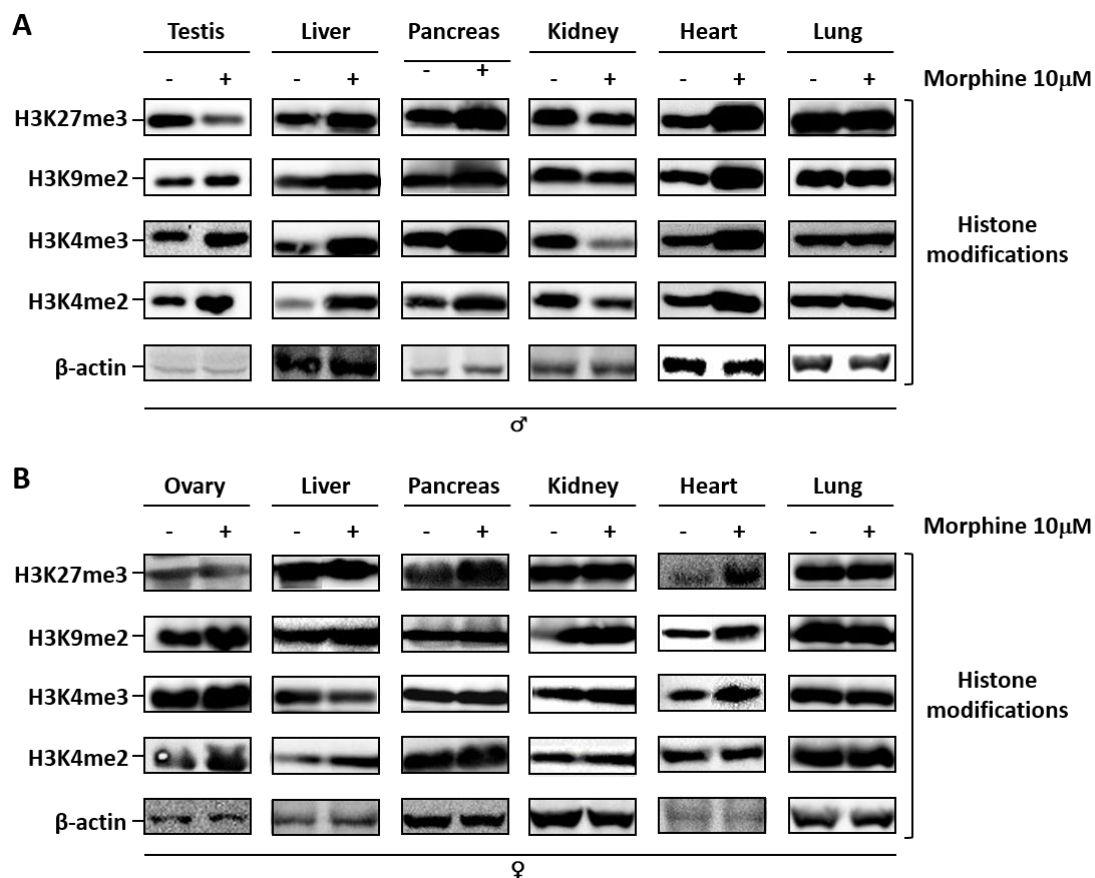 A
Testis Liver Pancreas Kidney Heart Lung
- + - + - + - + - + - + Morphine 10μM
H3K27me3
H3K9me2
H3K4me3
H3K4me2
β-actin
Histone
modifications
♂
B
Ovary Liver Pancreas Kidney Heart Lung
- + - + - + - + - + - + Morphine 10μM
H3K27me3
H3K9me2
H3K4me3
H3K4me2
β-actin
Histone
modifications
♀